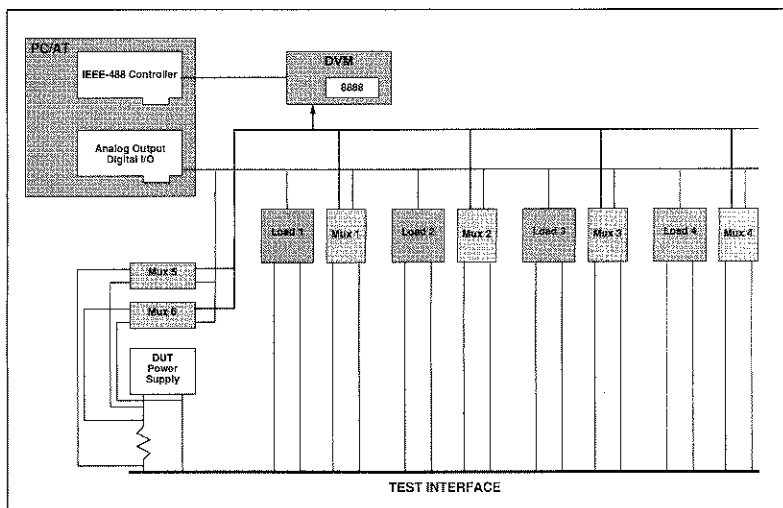 PC/AT
IEEE-488 Controller
DVM
8888
Analog Output
Digital I/O
Load 1
Mux 1
Load 2
Mux 2
Load 3
Mux 3
Load 4
Mux 4
Mux 5
Mux 6
DUT
Power
Supply
TEST INTERFACE